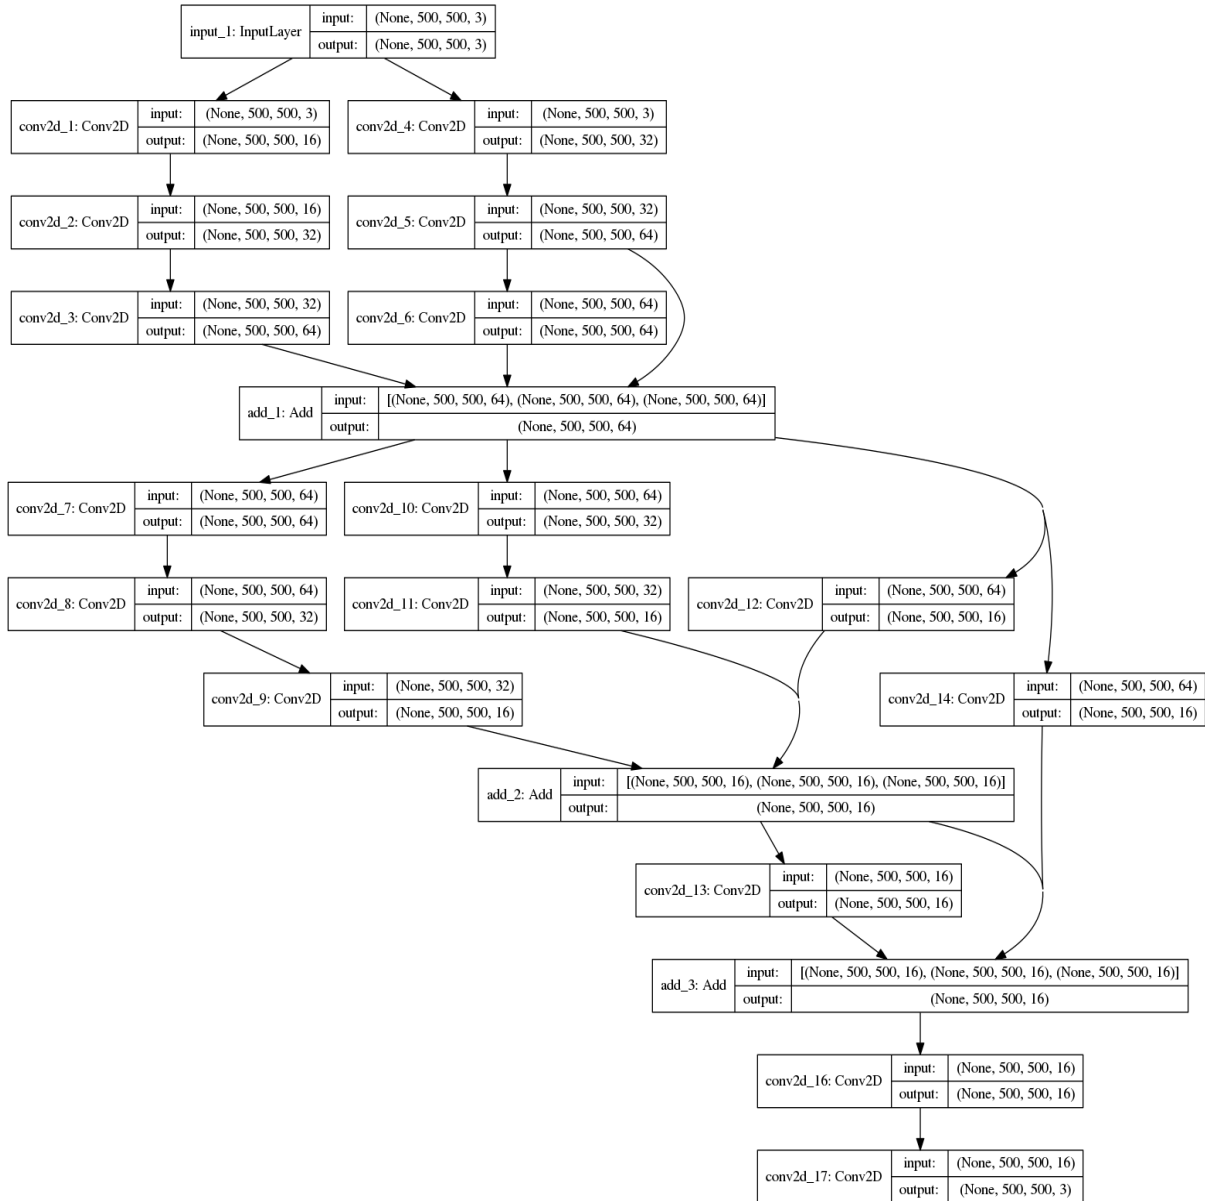 input_1: InputLayer
input: (None, 500, 500, 3)
output: (None, 500, 500, 3)
conv2d_1: Conv2D
input: (None, 500, 500, 3)
output: (None, 500, 500, 16)
conv2d_4: Conv2D
input: (None, 500, 500, 3)
output: (None, 500, 500, 32)
conv2d_2: Conv2D
input: (None, 500, 500, 16)
output: (None, 500, 500, 32)
conv2d_5: Conv2D
input: (None, 500, 500, 32)
output: (None, 500, 500, 64)
conv2d_3: Conv2D
input: (None, 500, 500, 32)
output: (None, 500, 500, 64)
conv2d_6: Conv2D
input: (None, 500, 500, 64)
output: (None, 500, 500, 64)
add_1: Add
input: [(None, 500, 500, 64), (None, 500, 500, 64), (None, 500, 500, 64)]
output: (None, 500, 500, 64)
conv2d_7: Conv2D
input: (None, 500, 500, 64)
output: (None, 500, 500, 64)
conv2d_10: Conv2D
input: (None, 500, 500, 64)
output: (None, 500, 500, 32)
conv2d_8: Conv2D
input: (None, 500, 500, 64)
output: (None, 500, 500, 32)
conv2d_11: Conv2D
input: (None, 500, 500, 32)
output: (None, 500, 500, 16)
conv2d_12: Conv2D
input: (None, 500, 500, 64)
output: (None, 500, 500, 16)
conv2d_9: Conv2D
input: (None, 500, 500, 32)
output: (None, 500, 500, 16)
conv2d_14: Conv2D
input: (None, 500, 500, 64)
output: (None, 500, 500, 16)
add_2: Add
input: [(None, 500, 500, 16), (None, 500, 500, 16), (None, 500, 500, 16)]
output: (None, 500, 500, 16)
conv2d_13: Conv2D
input: (None, 500, 500, 16)
output: (None, 500, 500, 16)
add_3: Add
input: [(None, 500, 500, 16), (None, 500, 500, 16), (None, 500, 500, 16)]
output: (None, 500, 500, 16)
conv2d_16: Conv2D
input: (None, 500, 500, 16)
output: (None, 500, 500, 16)
conv2d_17: Conv2D
input: (None, 500, 500, 16)
output: (None, 500, 500, 3)